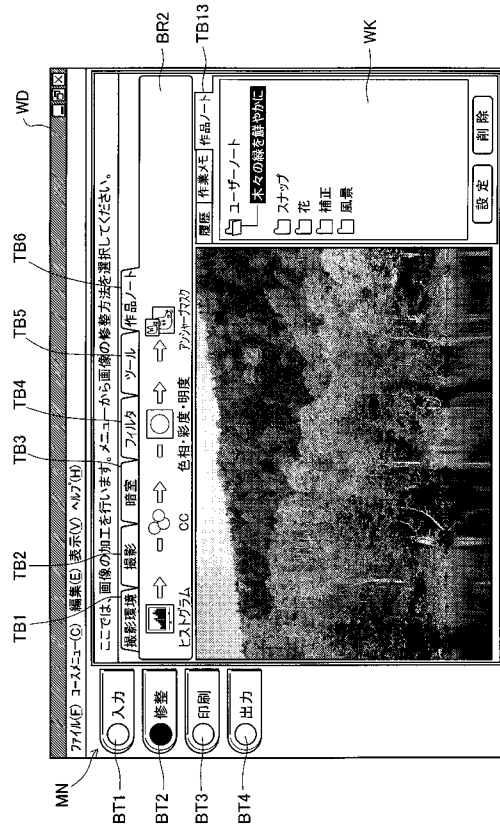 WD
TB6
TB5
TB4
TB3
TB2
TB1
MN
BR2
TB13
ファイル(F) コースメニュー(C) 編集(E) 表示(V) ヘルプ(H)
ここでは、画像の加工を行います。メニューから画像の修整方法を選択してください。
撮影環境 撮影 暗室 フィルタ ツール 作品ノート
ヒストグラム CC 色相・彩度・明度 アンシャープマスク
BT1
入力
BT2
修整
BT3
印刷
BT4
出力
履歴 作業メモ 作品ノート
ユーザーノート
木々の緑を鮮やかに
スナップ
花
補正
風景
WK
設定 削除